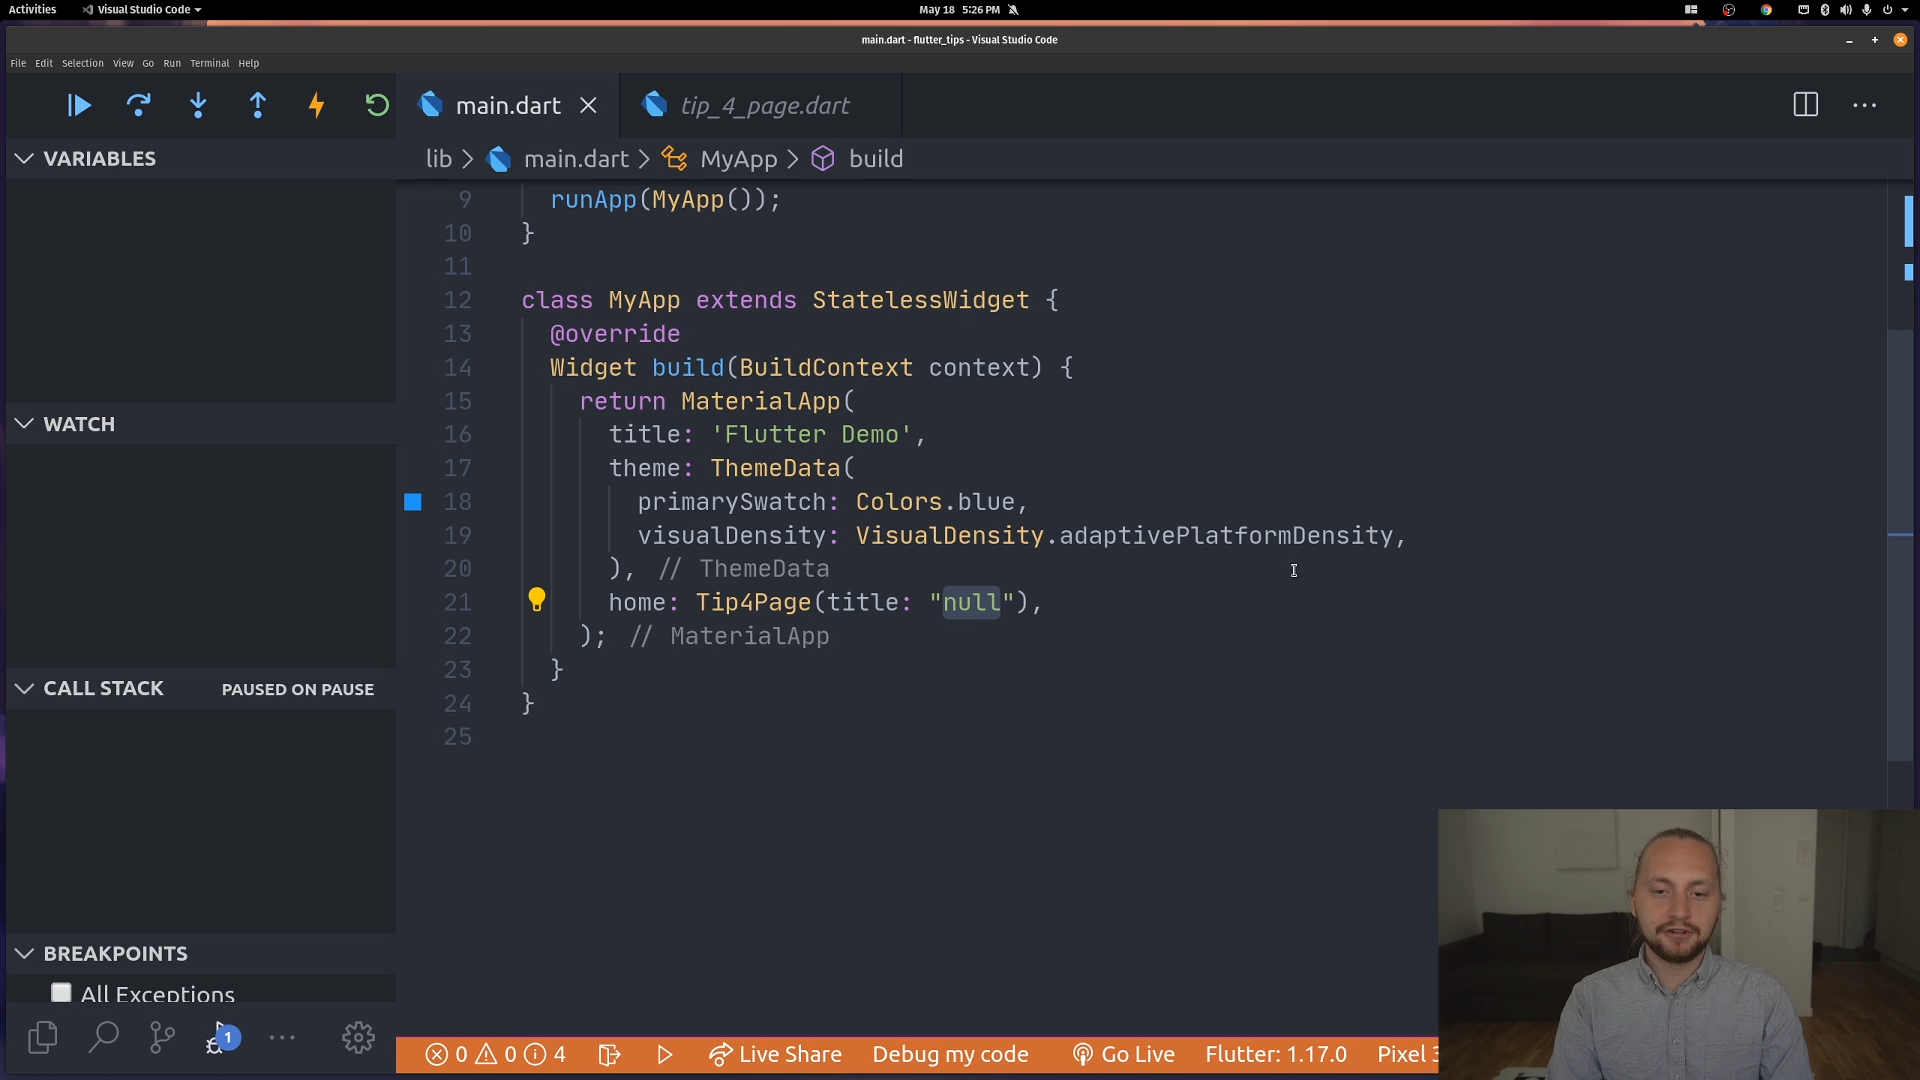 Activities
Visual Studio Code
May 18 5:26 PM
main.dart - flutter_tips - Visual Studio Code
File Edit Selection View Go Run Terminal Help
main.dart
tip_4_page.dart
VARIABLES
lib > main.dart > MyApp > build
9 runApp(MyApp());
10 }
11
12 class MyApp extends StatelessWidget {
13 @override
14 Widget build(BuildContext context) {
15 return MaterialApp(
16 title: 'Flutter Demo',
17 theme: ThemeData(
18 primarySwatch: Colors.blue,
19 visualDensity: VisualDensity.adaptivePlatformDensity,
20 ), // ThemeData
21 home: Tip4Page(title: "null"),
22 ); // MaterialApp
23 }
24 }
25
WATCH
CALL STACK PAUSED ON PAUSE
BREAKPOINTS
All Exceptions
1
0 0 4 Live Share Debug my code Go Live Flutter: 1.17.0 Pixel